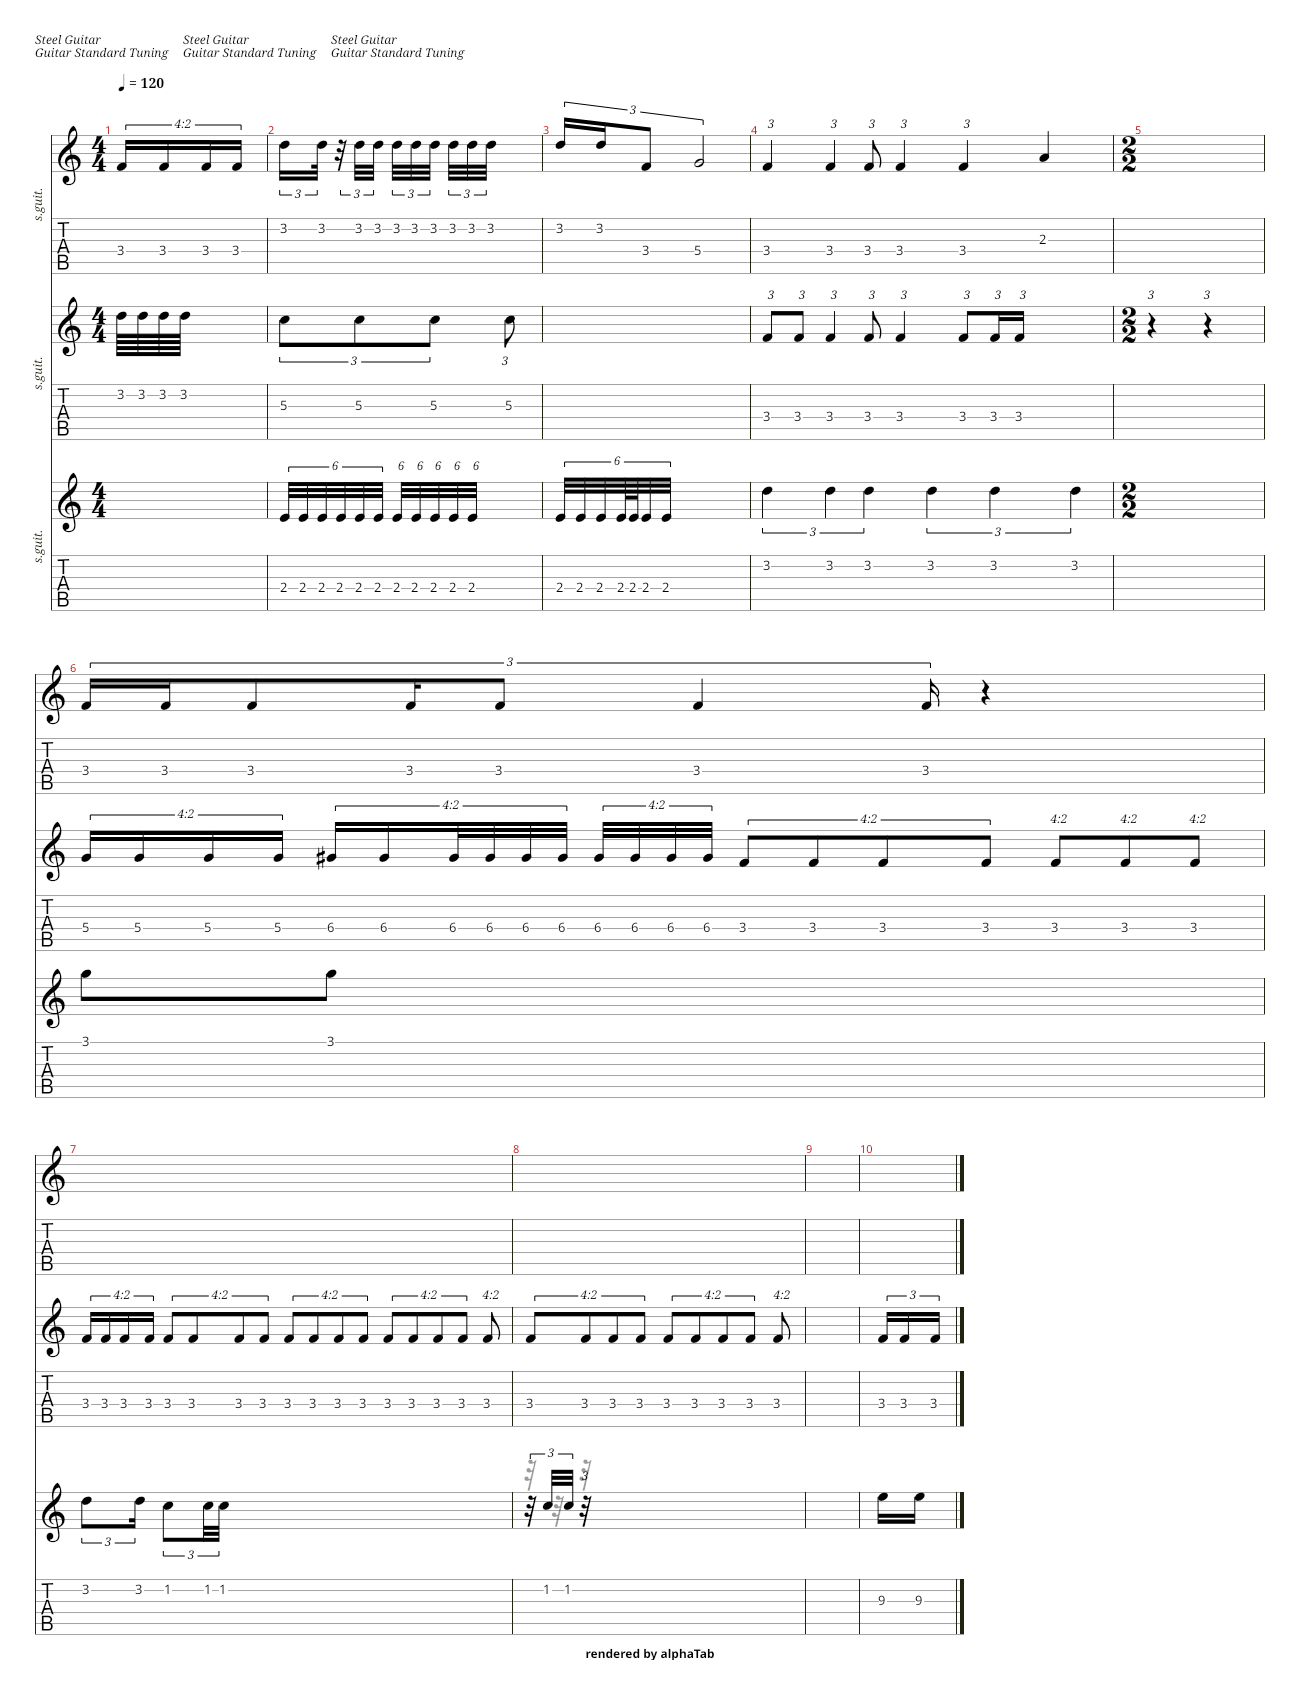 Steel Guitar Steel Guitar Steel Guitar
Guitar Standard Tuning Guitar Standard Tuning Guitar Standard Tuning
= 120
1 4:2 2 3 3 4 3 3 3 3 3 5
4 4 2 2
s.guit.
3 3 3 3 3
T A B
3 3 3 3 3 3 3 3 3 3 3 3 3 3 3 3 3 3 5 3 3 3 3 3 2
3 3 3 3 3 3 3 3 3 3
4 4 2 2
s.guit.
3 3
T A B
3 3 3 3 5 5 5 5 3 3 3 3 3 3 3 3
6 6 6 6 6 6 6
4 4 2 2
s.guit.
3 3
T A B
2 2 2 2 2 2 2 2 2 2 2 2 2 2 2 2 2 2 3 3 3 3 3 3
6 3
T A B
3 3 3 3 3 3 3
4:2 4:2 4:2 4:2 4:2 4:2 4:2
T A B
5 5 5 5 6 6 6 6 6 6 6 6 6 6 3 3 3 3 3 3 3
T A B
3 3
7 8 9 10
T A B
4:2 4:2 4:2 4:2 4:2 4:2 4:2 4:2 3
T A B
3 3 3 3 3 3 3 3 3 3 3 3 3 3 3 3 3 3 3 3 3 3 3 3 3 3 3 3 3
3 3
3 3
T A B
3 3 1 1 1 1 1 9 9
rendered by alphaTab